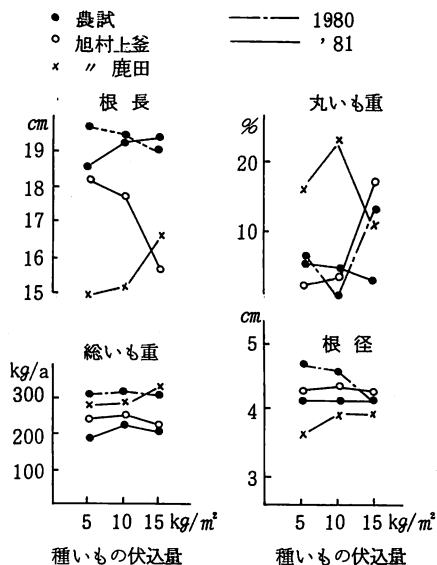 ● 農試 1980
○ 旭村上釜 '81
× 〃 鹿田
根長
cm
19
18
17
16
15
丸いも重
%
20
10
総いも重
kg/a
300
200
100
5 10 15 kg/m²
種いもの伏込量
根径
cm
5
4
3
5 10 15 kg/m²
種いもの伏込量